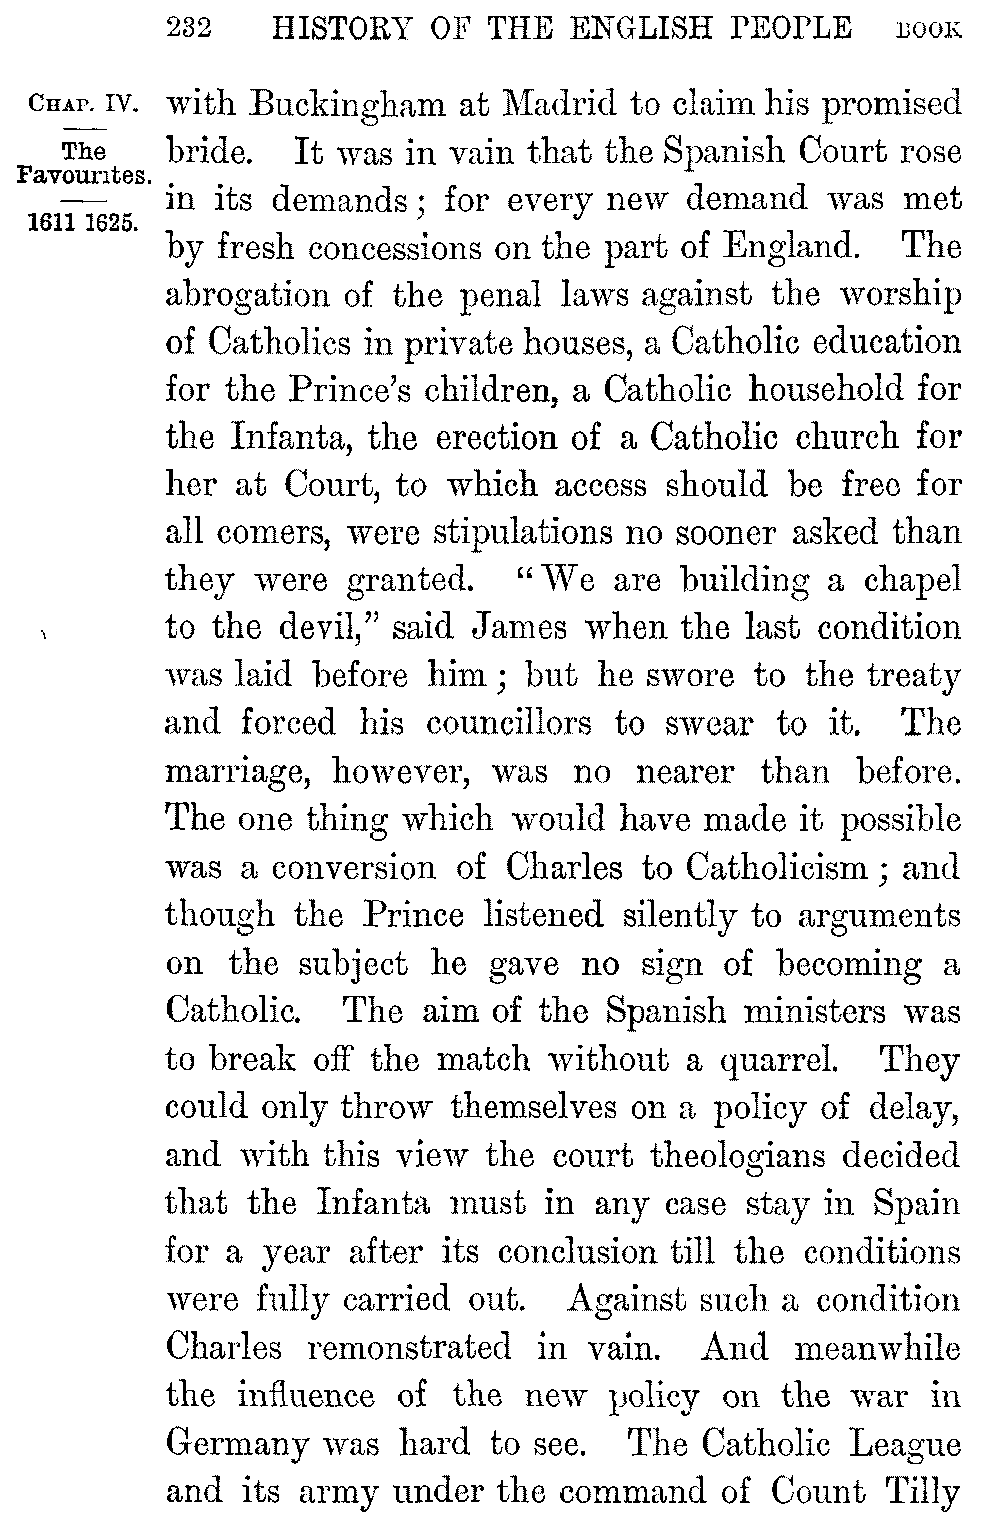 232 HISTORY OF THE ENGLISH PEOPLE BOOK
CHAP. IV.
The
Favourites.
1611 1625.
with Buckingham at Madrid to claim his promised
bride. It was in vain that the Spanish Court rose
in its demands; for every new demand was met
by fresh concessions on the part of England. The
abrogation of the penal laws against the worship
of Catholics in private houses, a Catholic education
for the Prince's children, a Catholic household for
the Infanta, the erection of a Catholic church for
her at Court, to which access should be free for
all comers, were stipulations no sooner asked than
they were granted. "We are building a chapel
to the devil," said James when the last condition
was laid before him; but he swore to the treaty
and forced his councillors to swear to it. The
marriage, however, was no nearer than before.
The one thing which would have made it possible
was a conversion of Charles to Catholicism; and
though the Prince listened silently to arguments
on the subject he gave no sign of becoming a
Catholic. The aim of the Spanish ministers was
to break off the match without a quarrel. They
could only throw themselves on a policy of delay,
and with this view the court theologians decided
that the Infanta must in any case stay in Spain
for a year after its conclusion till the conditions
were fully carried out. Against such a condition
Charles remonstrated in vain. And meanwhile
the influence of the new policy on the war in
Germany was hard to see. The Catholic League
and its army under the command of Count Tilly